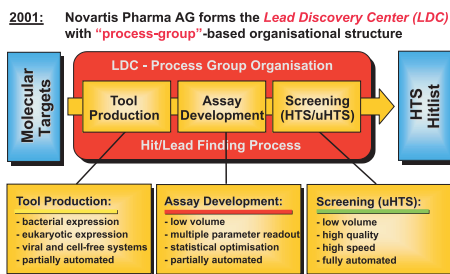 2001: Novartis Pharma AG forms the Lead Discovery Center (LDC)
with “process-group”-based organisational structure
Molecular
Targets
LDC - Process Group Organisation
Tool
Production
Assay
Development
Screening
(HTS/uHTS)
Hit/Lead Finding Process
HTS
Hitlist
Tool Production:
- bacterial expression
- eukaryotic expression
- viral and cell-free systems
- partially automated
Assay Development:
- low volume
- multiple parameter readout
- statistical optimisation
- partially automated
Screening (uHTS):
- low volume
- high quality
- high speed
- fully automated